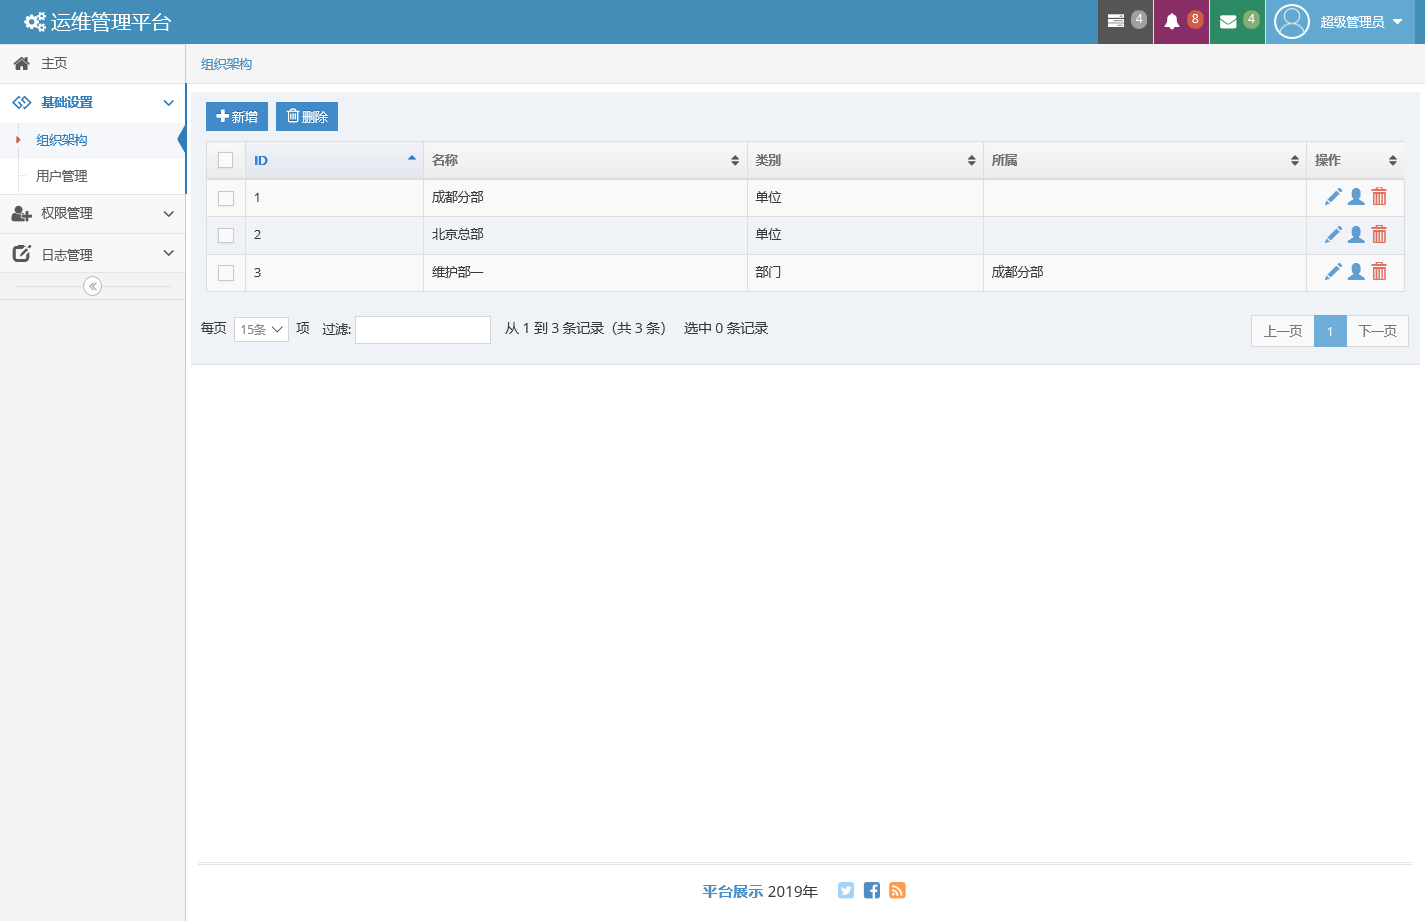 运维管理平台
4
8
4
超级管理员
主页
基础设置
组织架构
用户管理
权限管理
日志管理
组织架构
新增
删除
ID 名称 类别 所属 操作
1 成都分部 单位
2 北京总部 单位
3 维护部一 部门 成都分部
每页 15条 项 过滤: 从 1 到 3 条记录（共 3 条） 选中 0 条记录
上一页 1 下一页
平台展示 2019年